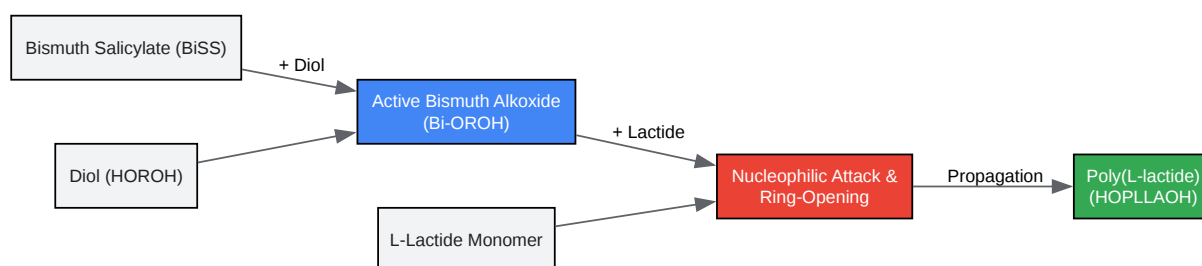 Bismuth Salicylate (BiSS)
+ Diol
Diol (HOROH)
Active Bismuth Alkoxide
(Bi-OROH)
+ Lactide
L-Lactide Monomer
Nucleophilic Attack &
Ring-Opening
Propagation
Poly(L-lactide)
(HOPLLAOH)